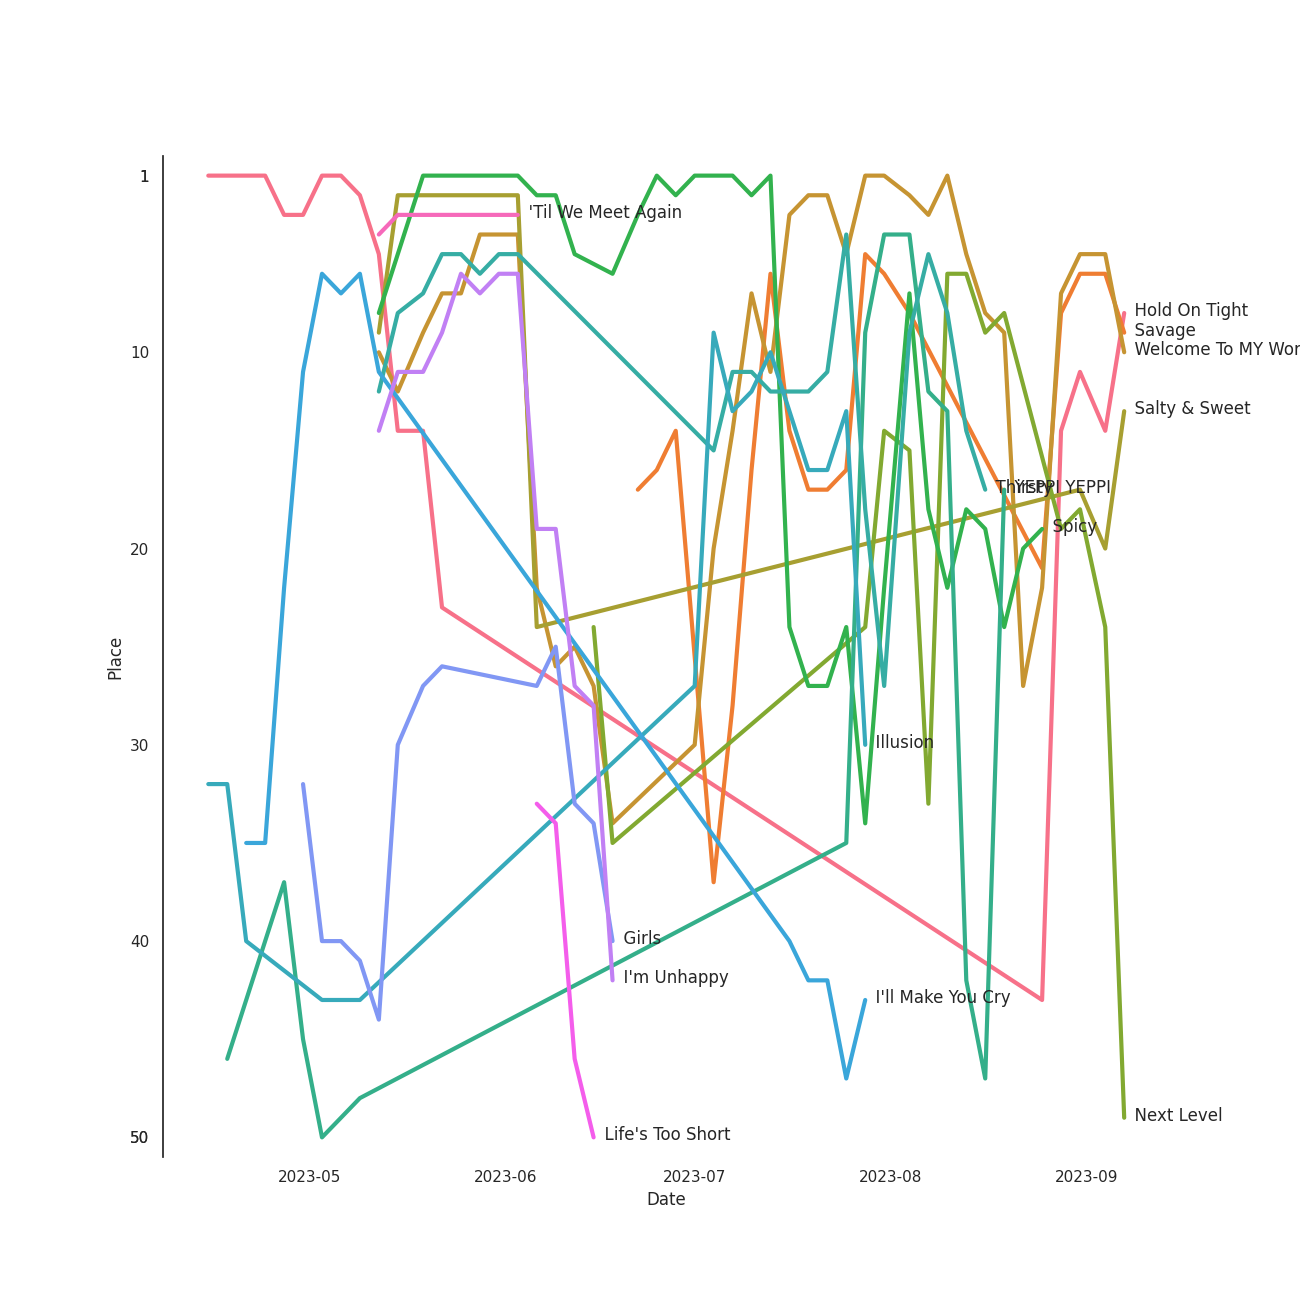 1
'Til We Meet Again
Hold On Tight
Savage
10
Welcome To MY Wor
Salty & Sweet
Thirsty
YEPPI YEPPI
Spicy
20
Place
30
Illusion
40
Girls
I'm Unhappy
I'll Make You Cry
Next Level
50
Life's Too Short
2023-05
2023-06
2023-07
2023-08
2023-09
Date